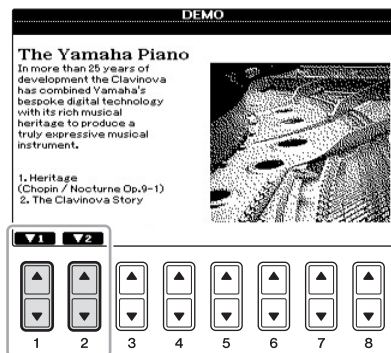 DEMO
The Yamaha Piano
In more than 25 years of
development the Clavinova
has combined Yamaha's
bespoke digital technology
with its rich musical
heritage to produce a
truly expressive musical
instrument.
1. Heritage
(Chopin / Nocturne Op.9-1)
2. The Clavinova Story
▼1 ▼2
1 2 3 4 5 6 7 8